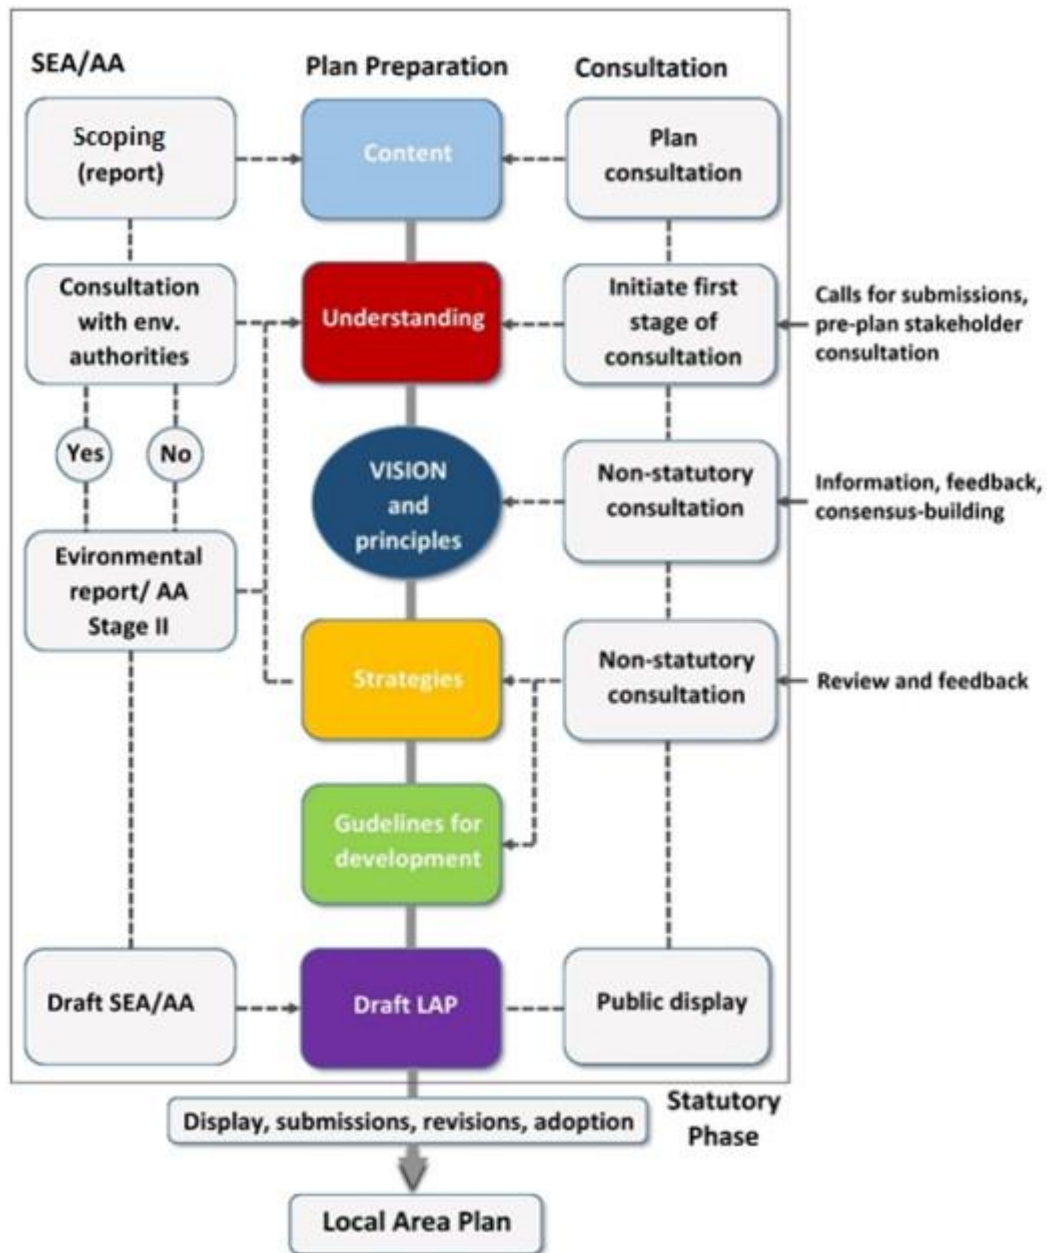 SEA/AA
Plan Preparation
Consultation
Scoping
(report)
Content
Plan
consultation
Consultation
with env.
authorities
Understanding
Initiate first
stage of
consultation
Calls for submissions,
pre-plan stakeholder
consultation
Yes
No
VISION
and
principles
Non-statutory
consultation
Information, feedback,
consensus-building
Evironmental
report/ AA
Stage II
Strategies
Non-statutory
consultation
Review and feedback
Gudelines for
development
Draft SEA/AA
Draft LAP
Public display
Display, submissions, revisions, adoption
Statutory
Phase
Local Area Plan